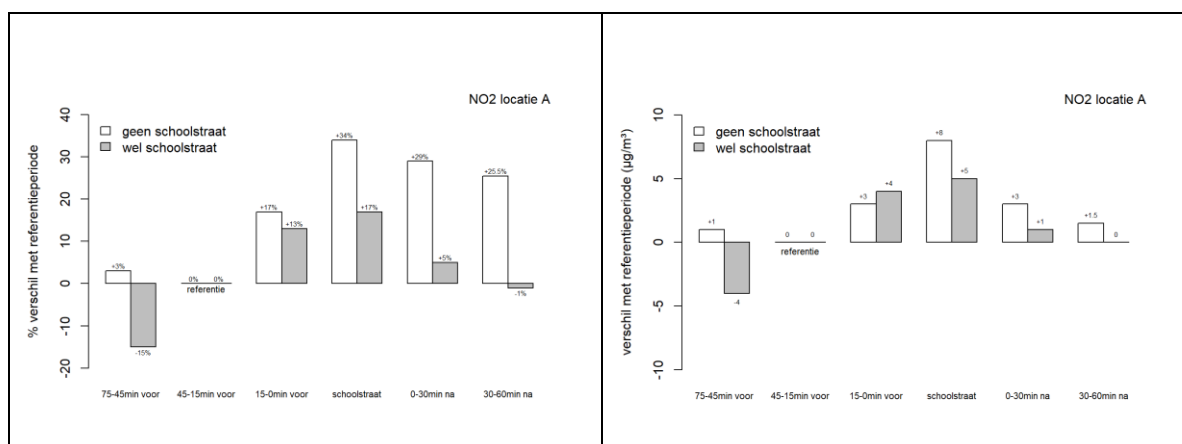 NO2 locatie A
geen schoolstraat
wel schoolstraat
% verschil met referentieperiode
40
30
20
10
0
-10
-20
+3%
-15%
0% 0%
referentie
+17%
+13%
+34%
+17%
+29%
+5%
+25.5%
-1%
75-45min voor 45-15min voor 15-0min voor schoolstraat 0-30min na 30-60min na
NO2 locatie A
geen schoolstraat
wel schoolstraat
verschil met referentieperiode (µg/m³)
10
5
0
-5
-10
+1
-4
0 0
referentie
+3
+4
+8
+5
+3
+1
+1.5
0
75-45min voor 45-15min voor 15-0min voor schoolstraat 0-30min na 30-60min na